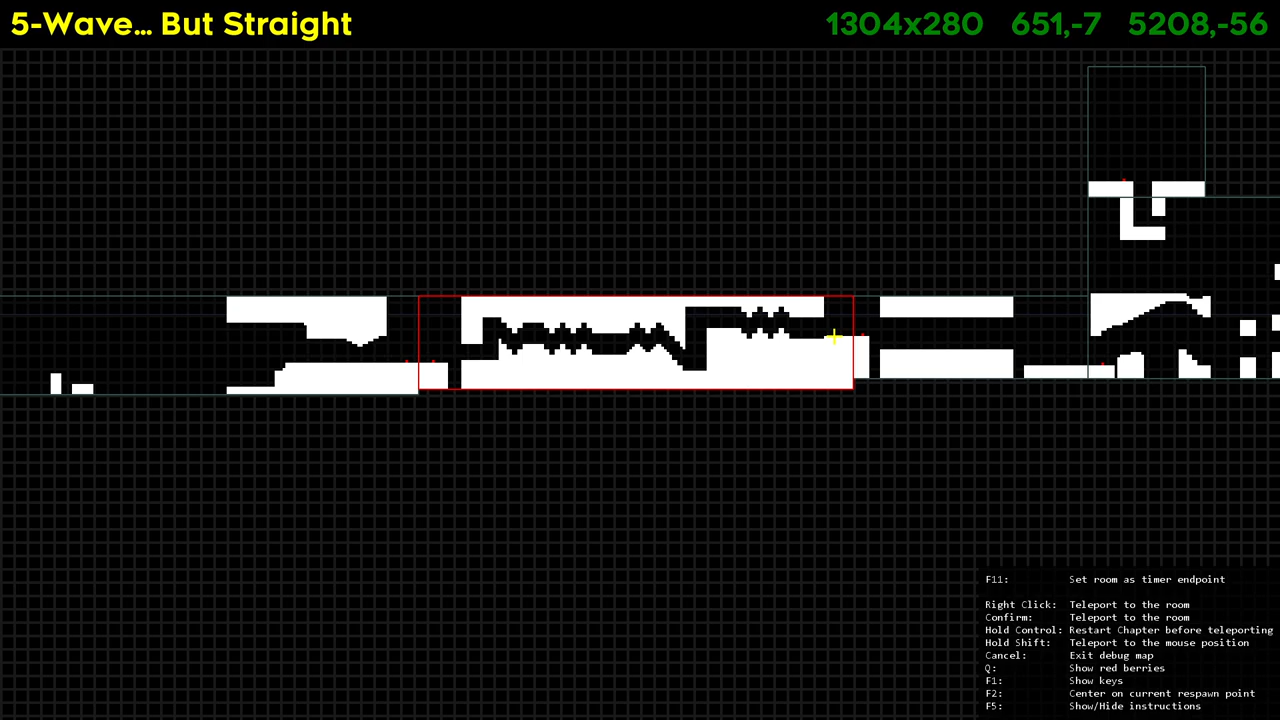 5-Wave... But Straight 1304x280 651,-7 5208,-56
F11: Set room as timer endpoint
Right Click: Teleport to the room
Confirm: Teleport to the room
Hold Control: Restart Chapter before teleporting
Hold Shift: Teleport to the mouse position
Cancel: Exit debug map
Q: Show red berries
F1: Show keys
F2: Center on current respawn point
F5: Show/Hide instructions